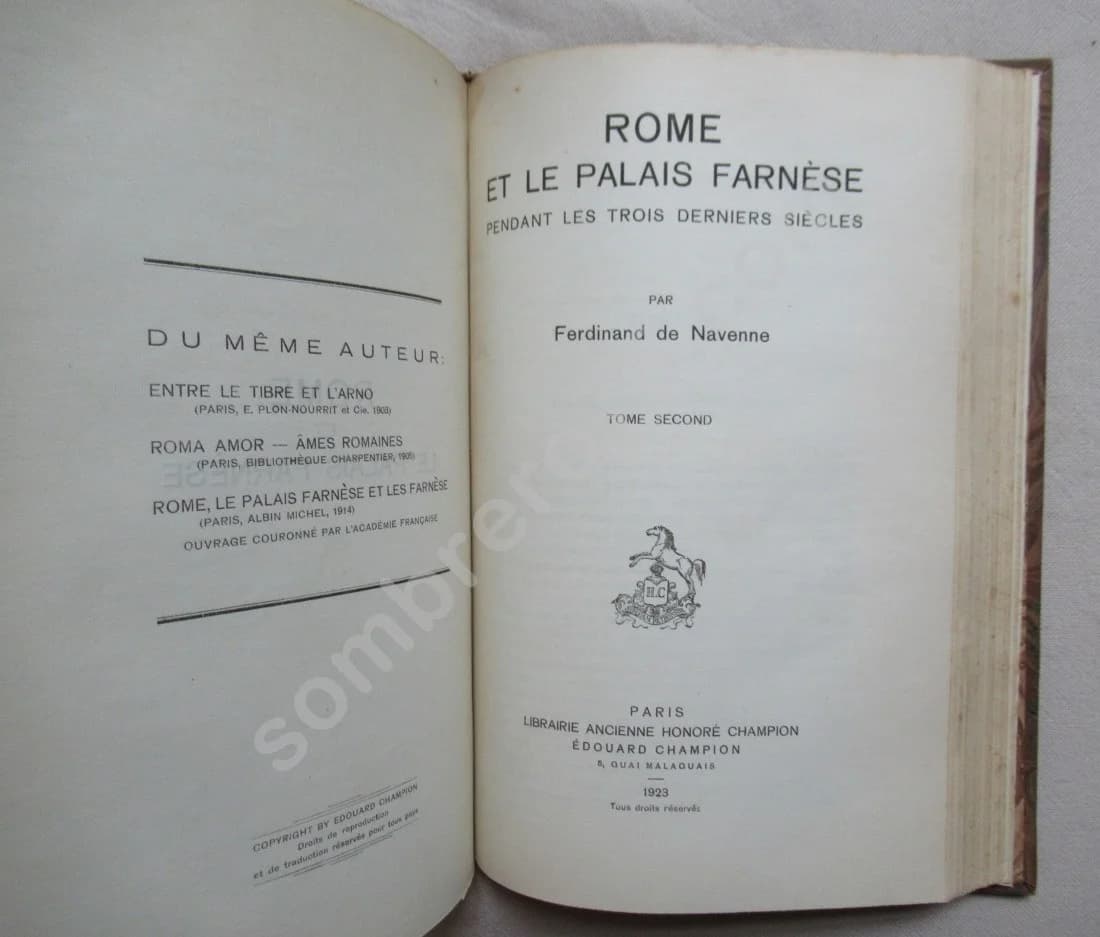 DU MÊME AUTEUR:
ENTRE LE TIBRE ET L'ARNO
(PARIS, E. PLON-NOURRIT et Cie. 1903)
ROMA AMOR — ÂMES ROMAINES
(PARIS, BIBLIOTHÈQUE CHARPENTIER, 1905)
ROME, LE PALAIS FARNÈSE ET LES FARNÈSE
(PARIS, ALBIN MICHEL, 1914)
OUVRAGE COURONNÉ PAR L'ACADÉMIE FRANÇAISE
COPYRIGHT BY EDOUARD CHAMPION
Droits de reproduction
et de traduction réservés pour tous pays
ROME
ET LE PALAIS FARNÈSE
PENDANT LES TROIS DERNIERS SIÈCLES
PAR
Ferdinand de Navenne
TOME SECOND
H.C
PARIS
LIBRAIRIE ANCIENNE HONORÉ CHAMPION
ÉDOUARD CHAMPION
5, QUAI MALAQUAIS
1923
Tous droits réservés